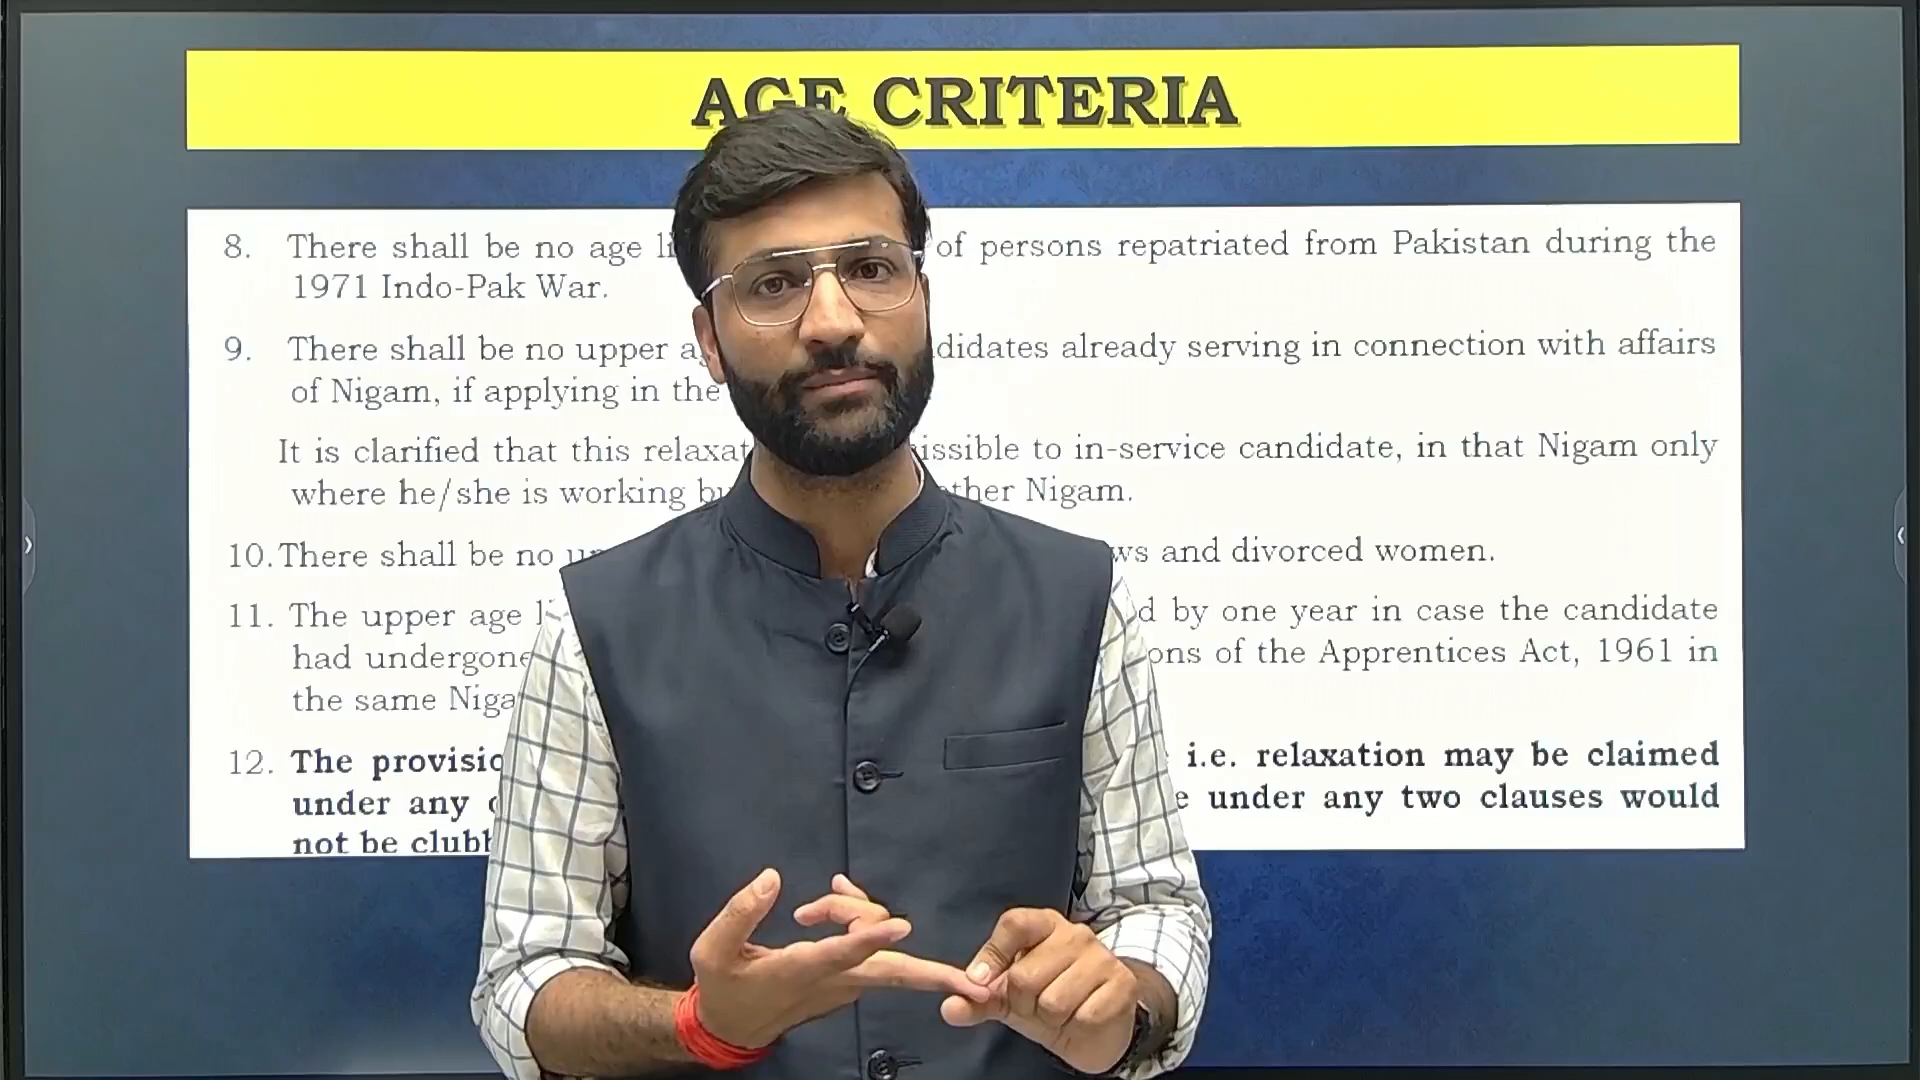 AGE CRITERIA
8. There shall be no age of persons repatriated from Pakistan during the
1971 Indo-Pak War.
9. There shall be no upper didates already serving in connection with affairs
of Nigam, if applying in the
It is clarified that this relaxat issible to in-service candidate, in that Nigam only
where he/she is working ther Nigam.
10. There shall be no ws and divorced women.
11. The upper age d by one year in case the candidate
had undergone ons of the Apprentices Act, 1961 in
the same Niga
12. The provisio i.e. relaxation may be claimed
under any e under any two clauses would
not be clubb